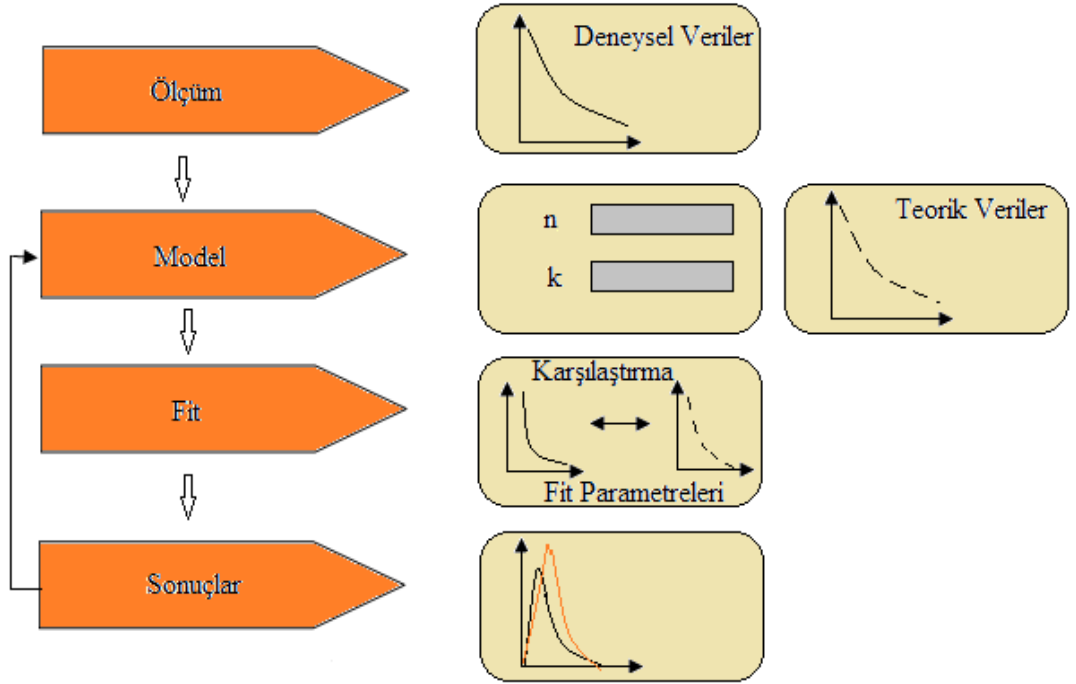 Ölçüm
Deneysel Veriler
Model
n
k
Teorik Veriler
Fit
Karşılaştırma
Fit Parametreleri
Sonuçlar